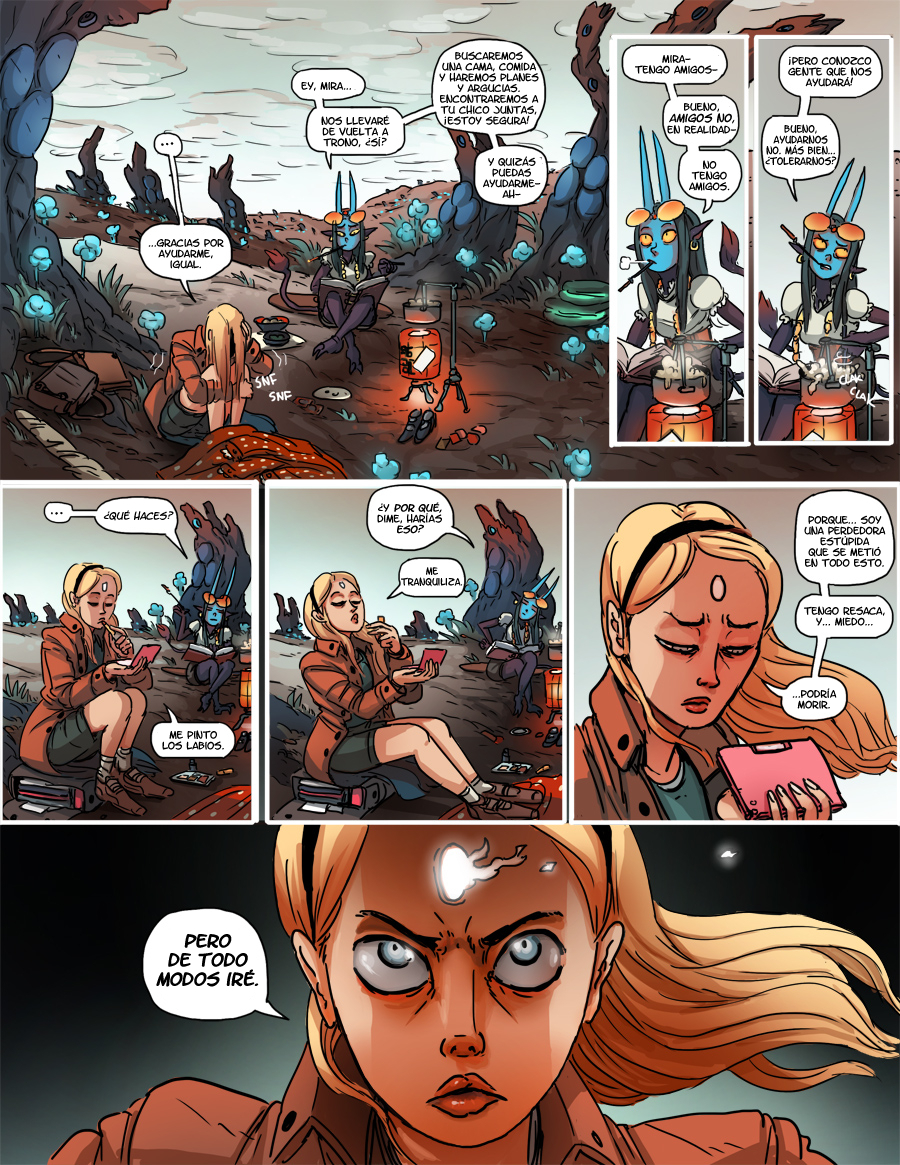 EY, MIRA...
NOS LLEVARÉ
DE VUELTA A
TRONO, ¿SÍ?
BUSCAREMOS
UNA CAMA, COMIDA
Y HAREMOS PLANES
Y ARGUCIAS.
ENCONTRAREMOS A
TU CHICO JUNTAS,
¡ESTOY SEGURA!
Y QUIZÁS
PUEDAS
AYUDARME-
AH-
...
...GRACIAS POR
AYUDARME,
IGUAL.
SNF
SNF
MIRA-
TENGO AMIGOS-
BUENO,
AMIGOS NO,
EN REALIDAD-
NO
TENGO
AMIGOS.
¡PERO CONOZCO
GENTE QUE NOS
AYUDARÁ!
BUENO,
AYUDARNOS
NO. MÁS BIEN...
¿TOLERARNOS?
CLAK
CLAK
...
¿QUÉ HACES?
ME PINTO
LOS LABIOS.
¿Y POR QUÉ,
DIME, HARÍAS
ESO?
ME
TRANQUILIZA.
PORQUE... SOY
UNA PERDEDORA
ESTÚPIDA
QUE SE METIÓ
EN TODO ESTO.
TENGO RESACA,
Y... MIEDO...
...PODRÍA
MORIR.
PERO
DE TODO
MODOS IRÉ.